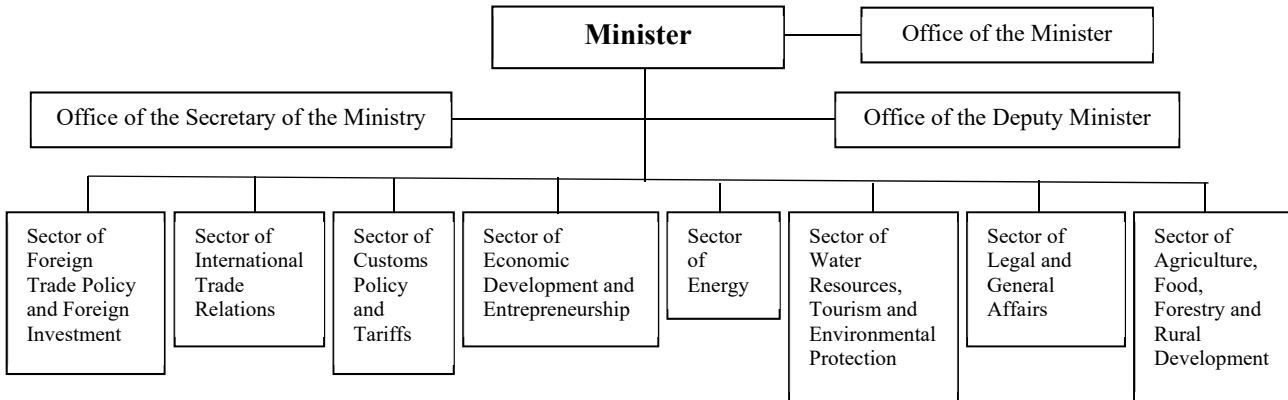 Minister
Office of the Minister
Office of the Secretary of the Ministry
Office of the Deputy Minister
Sector of
Foreign
Trade Policy
and Foreign
Investment
Sector of
International
Trade
Relations
Sector of
Customs
Policy
and
Tariffs
Sector of
Economic
Development and
Entrepreneurship
Sector
of
Energy
Sector of
Water
Resources,
Tourism and
Environmental
Protection
Sector of
Legal and
General
Affairs
Sector of
Agriculture,
Food,
Forestry and
Rural
Development